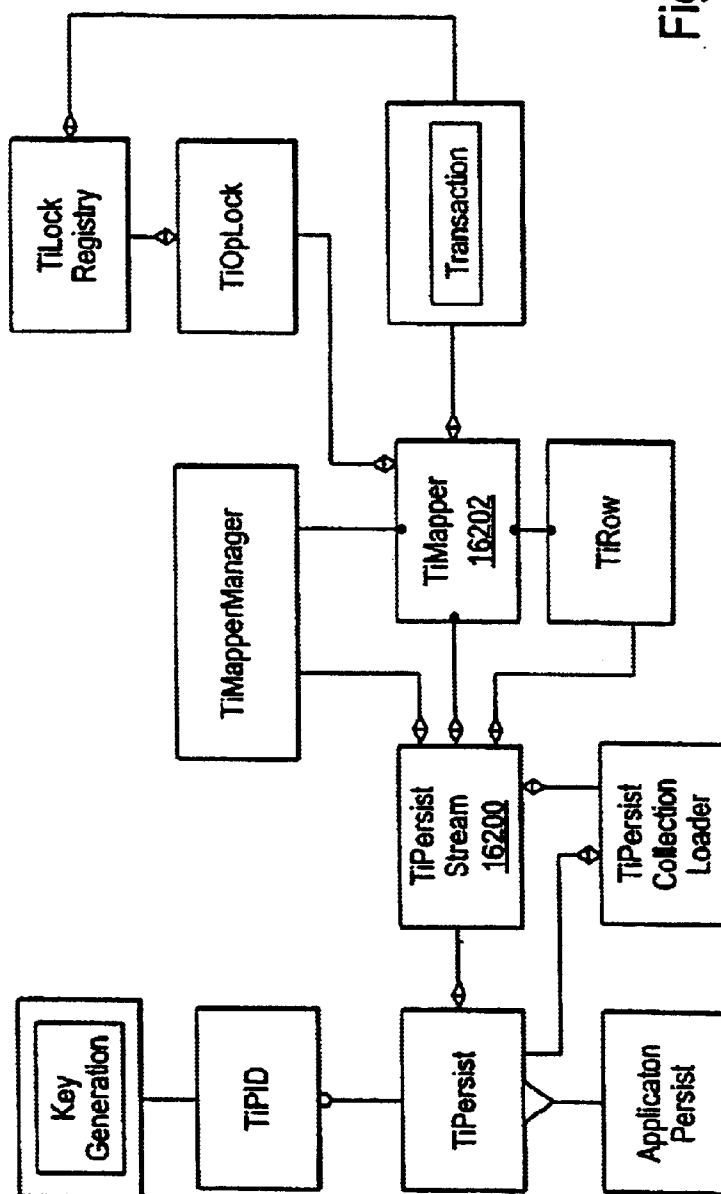 Key
Generation
TiLock
Registry
TiPID
TiMapperManager
TiOpLock
TiPersist
TiPersist
Stream
16200
TiMapper
16202
Transaction
Applicaton
Persist
TiPersist
Collection
Loader
TiRow